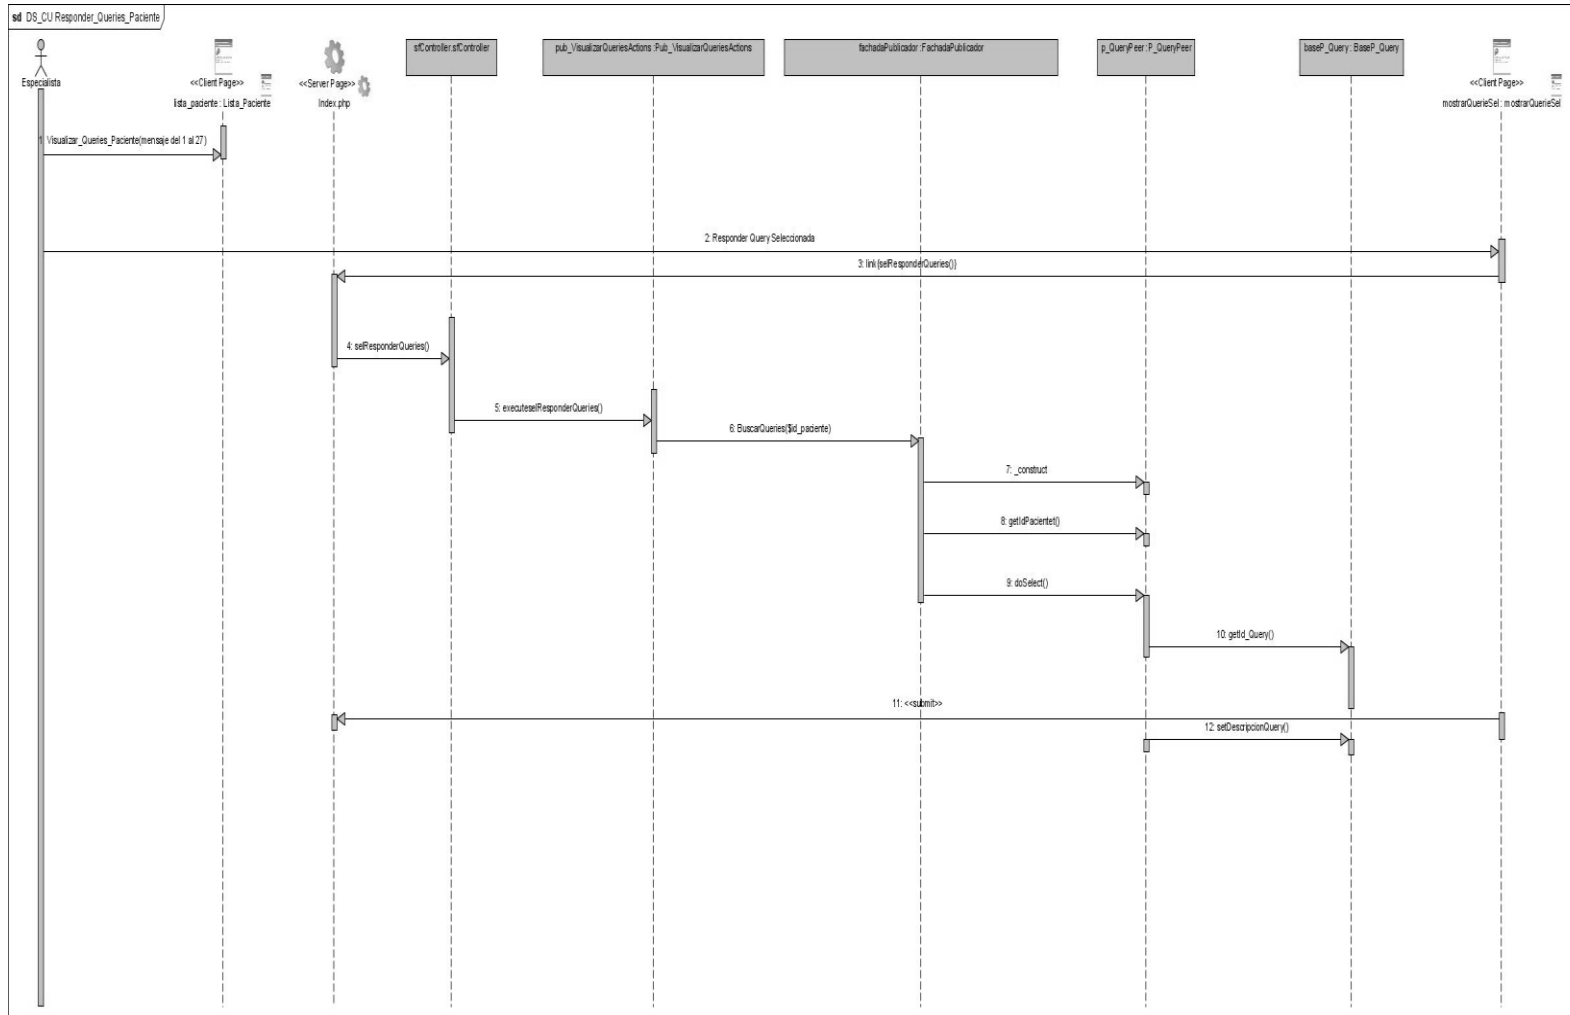 sd DS_CU Responder_Queries_Paciente
Especialista
<<Client Page>>
lista_paciente : Lista_Paciente
<<Server Page>>
Index.php
sfController.sfController
pub_VisualizarQueriesActions : Pub_VisualizarQueriesActions
fachadaPublicador : FachadaPublicador
p_QueryPeer : P_QueryPeer
baseP_Query : BaseP_Query
<<Client Page>>
mostrarQuerieSel : mostrarQuerieSel
1: Visualizar_Queries_Paciente(mensaje del 1 al 27)
2: Responder Query Seleccionada
3: link(selResponderQueries())
4: selResponderQueries()
5: executeselResponderQueries()
6: BuscarQueries($id_paciente)
7: _construct
8: getIdPacientet()
9: doSelect()
10: getId_Query()
11: <<submit>>
12: setDescripcionQuery()